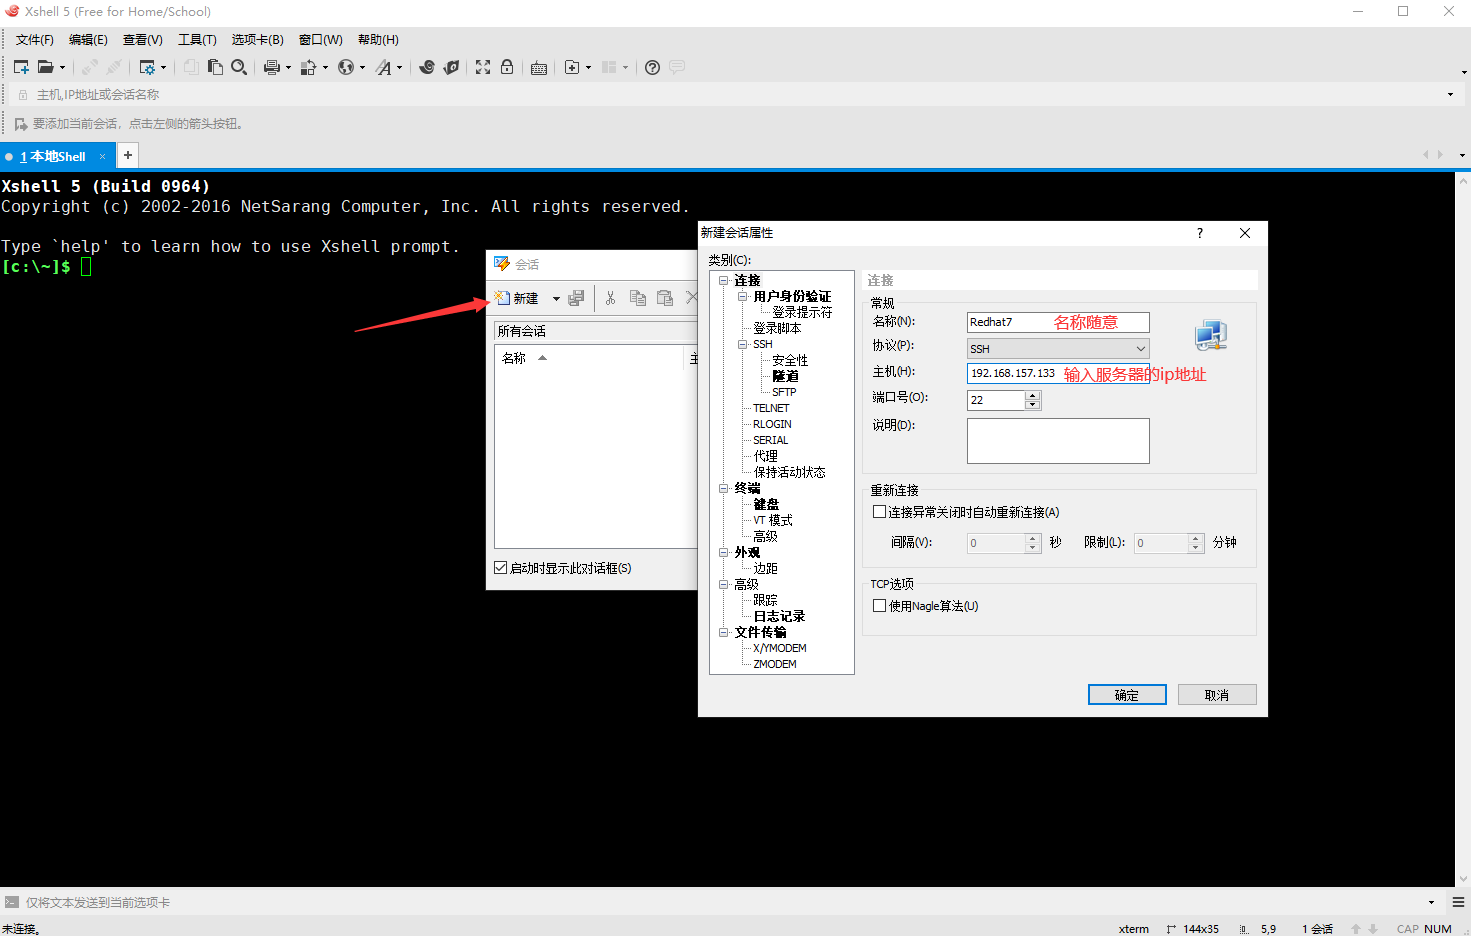 Xshell 5 (Free for Home/School)
文件(F) 编辑(E) 查看(V) 工具(T) 选项卡(B) 窗口(W) 帮助(H)
主机,IP地址或会话名称
要添加当前会话，点击左侧的箭头按钮。
1 本地Shell
Xshell 5 (Build 0964)
Copyright (c) 2002-2016 NetSarang Computer, Inc. All rights reserved.
Type `help' to learn how to use Xshell prompt.
[c:\~]$
会话
新建
所有会话
名称 主
启动时显示此对话框(S)
新建会话属性
类别(C):
连接
用户身份验证
登录提示符
登录脚本
SSH
安全性
隧道
SFTP
TELNET
RLOGIN
SERIAL
代理
保持活动状态
终端
键盘
VT 模式
高级
外观
边距
高级
跟踪
日志记录
文件传输
X/YMODEM
ZMODEM
连接
常规
名称(N): Redhat7 名称随意
协议(P): SSH
主机(H): 192.168.157.133 输入服务器的ip地址
端口号(O): 22
说明(D):
重新连接
连接异常关闭时自动重新连接(A)
间隔(V): 0 秒 限制(L): 0 分钟
TCP选项
使用Nagle算法(U)
确定 取消
仅将文本发送到当前选项卡
未连接。 xterm 144x35 5,9 1 会话 CAP NUM